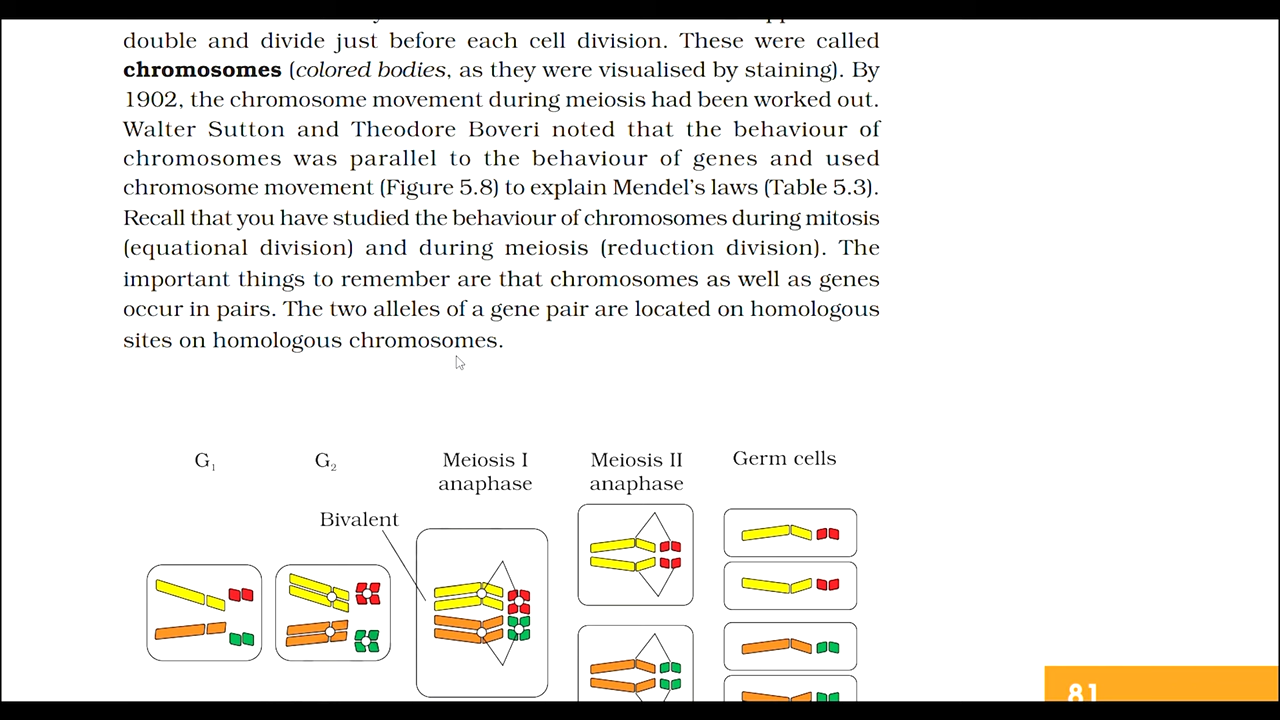 double and divide just before each cell division. These were called
chromosomes (colored bodies, as they were visualised by staining). By
1902, the chromosome movement during meiosis had been worked out.
Walter Sutton and Theodore Boveri noted that the behaviour of
chromosomes was parallel to the behaviour of genes and used
chromosome movement (Figure 5.8) to explain Mendel's laws (Table 5.3).
Recall that you have studied the behaviour of chromosomes during mitosis
(equational division) and during meiosis (reduction division). The
important things to remember are that chromosomes as well as genes
occur in pairs. The two alleles of a gene pair are located on homologous
sites on homologous chromosomes.
G₁ G₂ Meiosis I Meiosis II Germ cells
anaphase anaphase
Bivalent
81